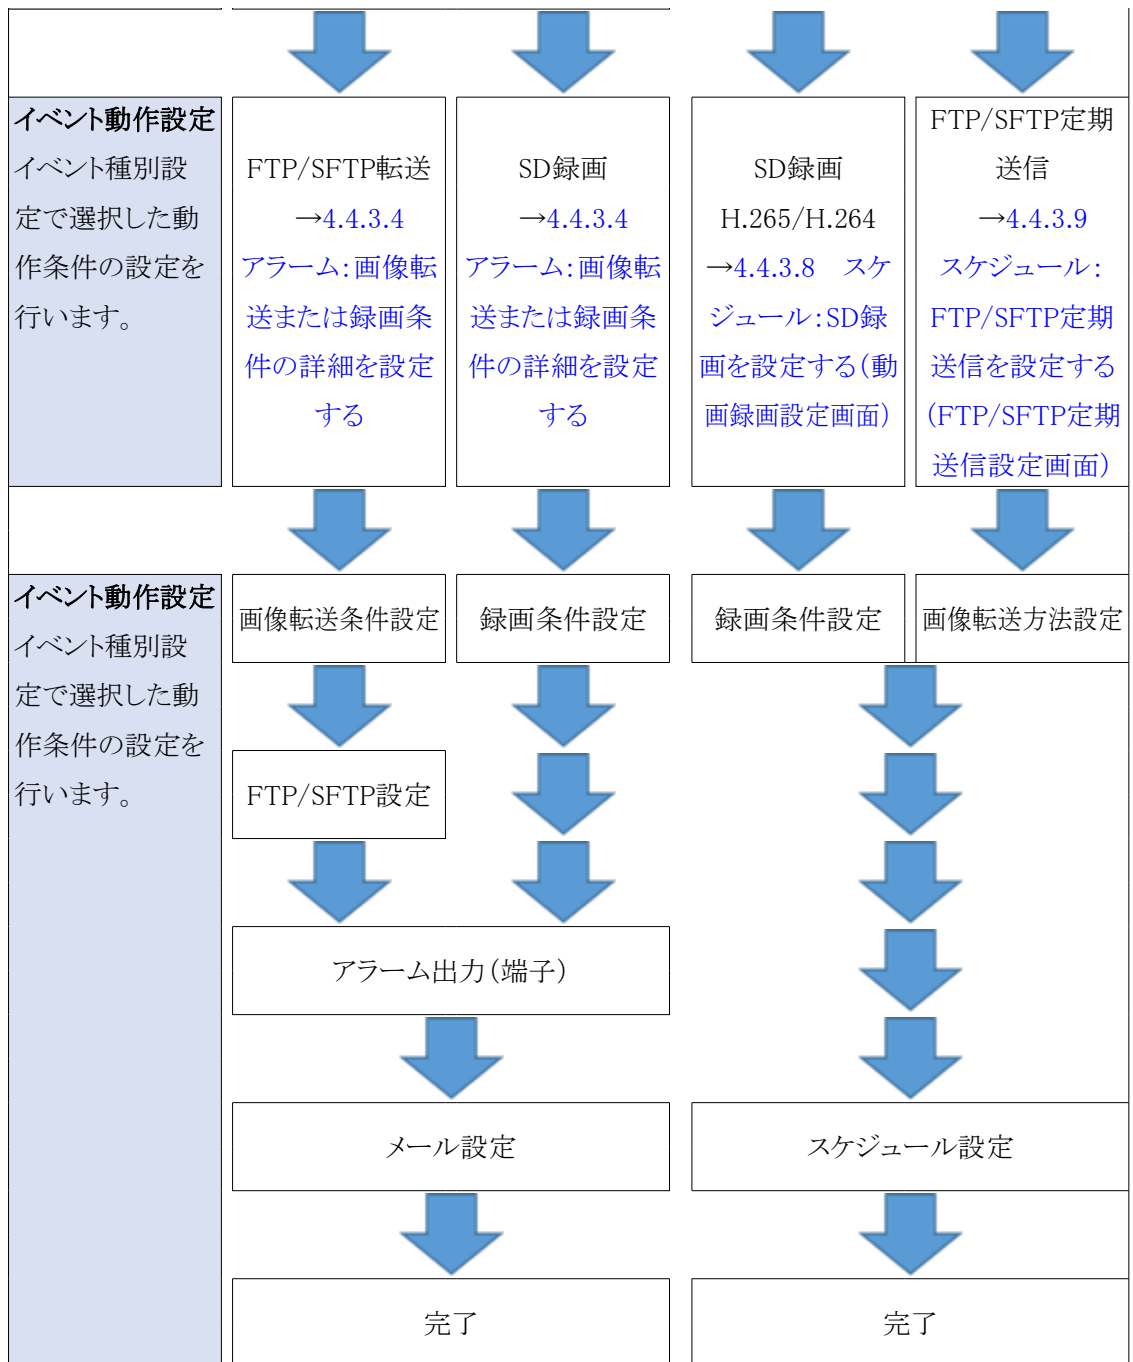 イベント動作設定
イベント種別設
定で選択した動
作条件の設定を
行います。
FTP/SFTP転送
→4.4.3.4
アラーム：画像転
送または録画条
件の詳細を設定
する
SD録画
→4.4.3.4
アラーム：画像転
送または録画条
件の詳細を設定
する
SD録画
H.265/H.264
→4.4.3.8　スケ
ジュール：SD録
画を設定する（動
画録画設定画面）
FTP/SFTP定期
送信
→4.4.3.9
スケジュール：
FTP/SFTP定期
送信を設定する
（FTP/SFTP定期
送信設定画面）
イベント動作設定
イベント種別設
定で選択した動
作条件の設定を
行います。
画像転送条件設定
録画条件設定
録画条件設定
画像転送方法設定
FTP/SFTP設定
アラーム出力（端子）
メール設定
スケジュール設定
完了
完了